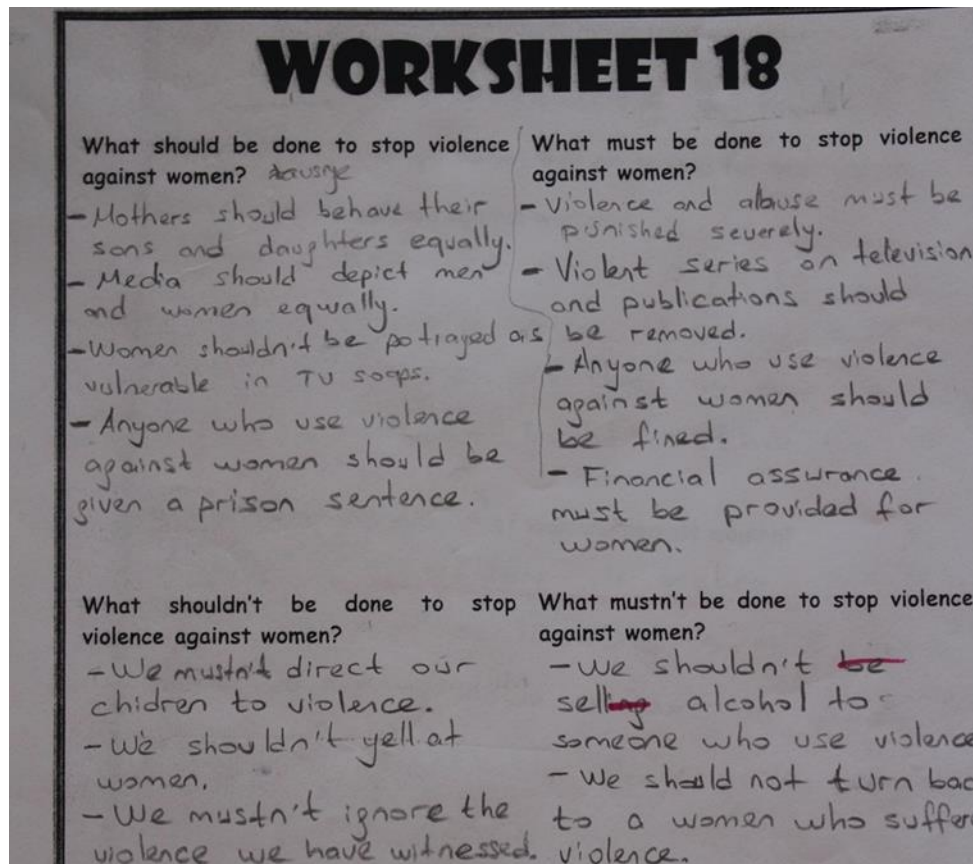 WORKSHEET 18
What should be done to stop violence
against women?
- Mothers should behave their
sons and daughters equally.
- Media should depict men
and women equally.
- Women shouldn't be potrayed as
vulnerable in TV soaps.
- Anyone who use violence
against women should be
given a prison sentence.
What must be done to stop violence
against women?
- Violence and abuse must be
punished severely.
- Violent series on television
and publications should
be removed.
- Anyone who use violence
against women should
be fined.
- Financial assurance
must be provided for
women.
What shouldn't be done to stop
violence against women?
- We mustn't direct our
chidren to violence.
- We shouldn't yell at
women.
- We mustn't ignore the
violence we have witnessed.
What mustn't be done to stop violence
against women?
- We shouldn't be
selling alcohol to
someone who use violence
- We should not turn bac
to a women who suffer
violence.